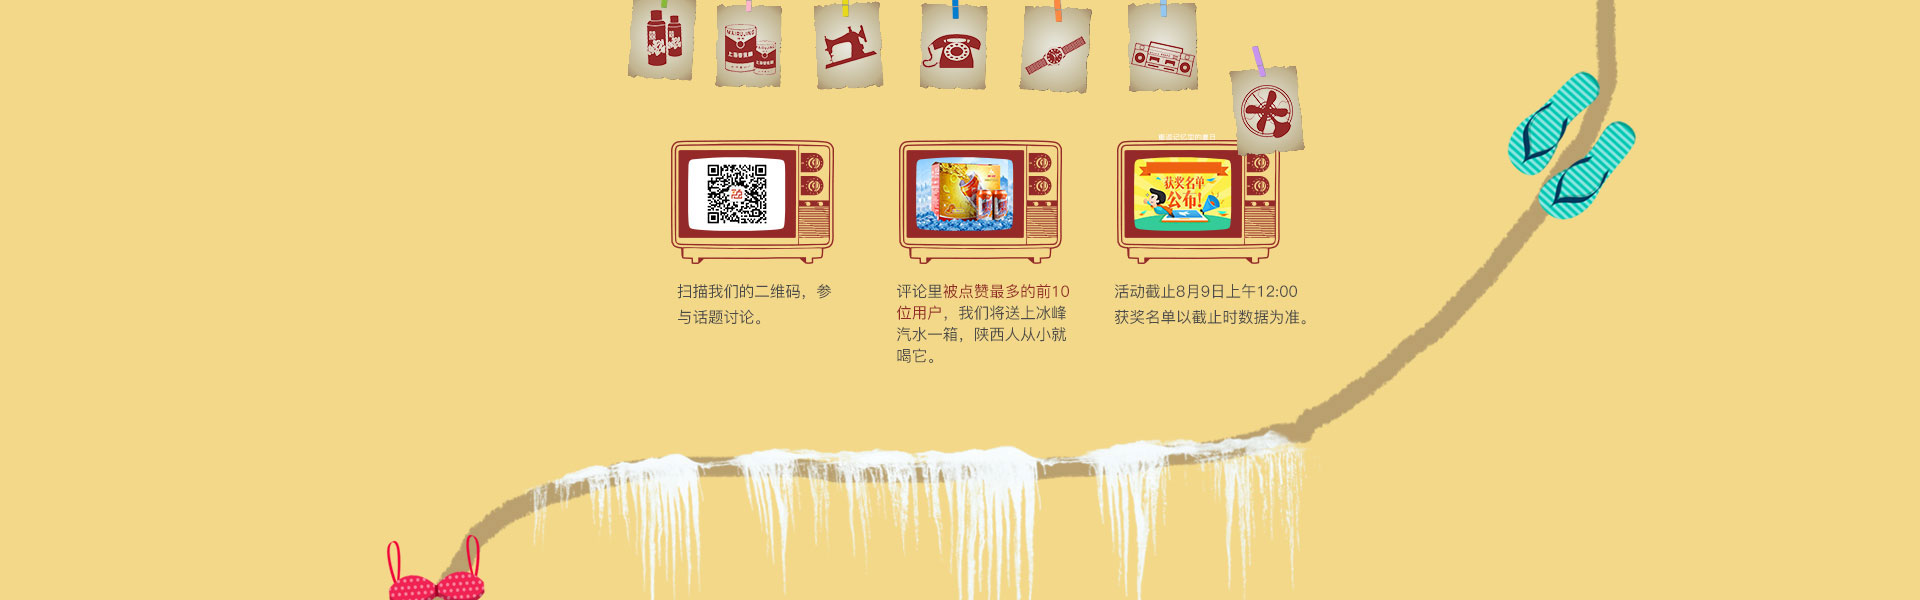 MAIRUJING
扫描我们的二维码，参
与话题讨论。
评论里被点赞最多的前10
位用户，我们将送上冰峰
汽水一箱，陕西人从小就
喝它。
获奖名单
公布!
活动截止8月9日上午12:00
获奖名单以截止时数据为准。